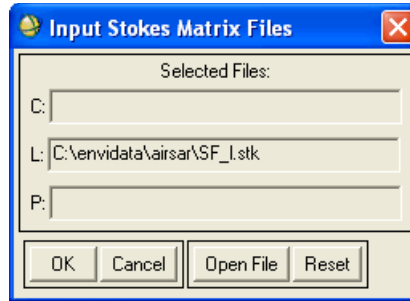 Input Stokes Matrix Files
Selected Files:
C:
L: C:\envidata\airsar\SF_l.stk
P:
OK Cancel Open File Reset